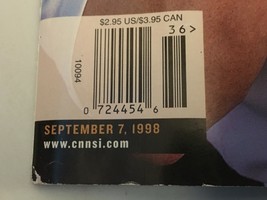 $2.95 US/$3.95 CAN
36>
10094
0 724454 6
SEPTEMBER 7, 1998
www.cnnsi.com